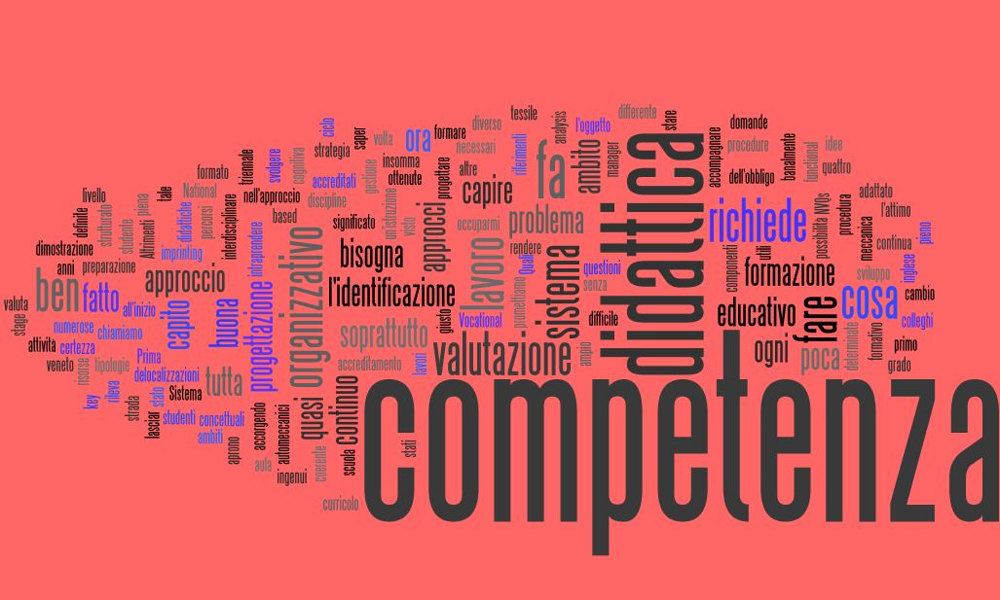 competenza
didattica
valutazione
sistema
organizzativo
lavoro
l'identificazione
fa
richiede
cosa
fare
educativo
formazione
problema
soprattutto
ben
fatto
approccio
progettazione
buona
capito
bisogna
approcci
capire
ambito
ora
ogni
poca
tutta
quasi
continuo
tessile
analysis
l'oggetto
differente
stare
domande
procedure
dell'obbligo
banalmente
functional
idee
quattro
accompagnare
manager
diverso
necessari
riferimenti
formare
volta
saper
ciclo
strategia
cognitiva
svolgere
triennale
formato
accreditati
gestione
insomma
ottenute
progettare
altre
National
nell'approccio
discipline
based
un'istruzione
visto
significato
occuparmi
rendere
Quali
questioni
senza
promettiamo
difficile
Vocational
giusto
lavori
accreditamento
ampio
componenti
utili
possibilità
NVQs
procedura
meccanica
adattato
l'attimo
continua
pieno
sviluppo
inglese
cambio
colleghi
determinate
formativo
primo
grado
livello
definire
strutturato
studente
piena
Altrimenti
tale
didattiche
percorsi
interdisciplinare
intraprendere
imprinting
dimostrazione
anni
preparazione
valuta
stage
all'inizio
numerose
chiamiamo
attività
certezza
veneto
risorse
tipologie
Prima
delocalizzazioni
key
rileva
strada
stato
Sistema
lasciar
studenti
concettuali
ambiti
aprono
accorgendo
automeccanici
aula
ingenui
coerente
scuola
stati
curricolo